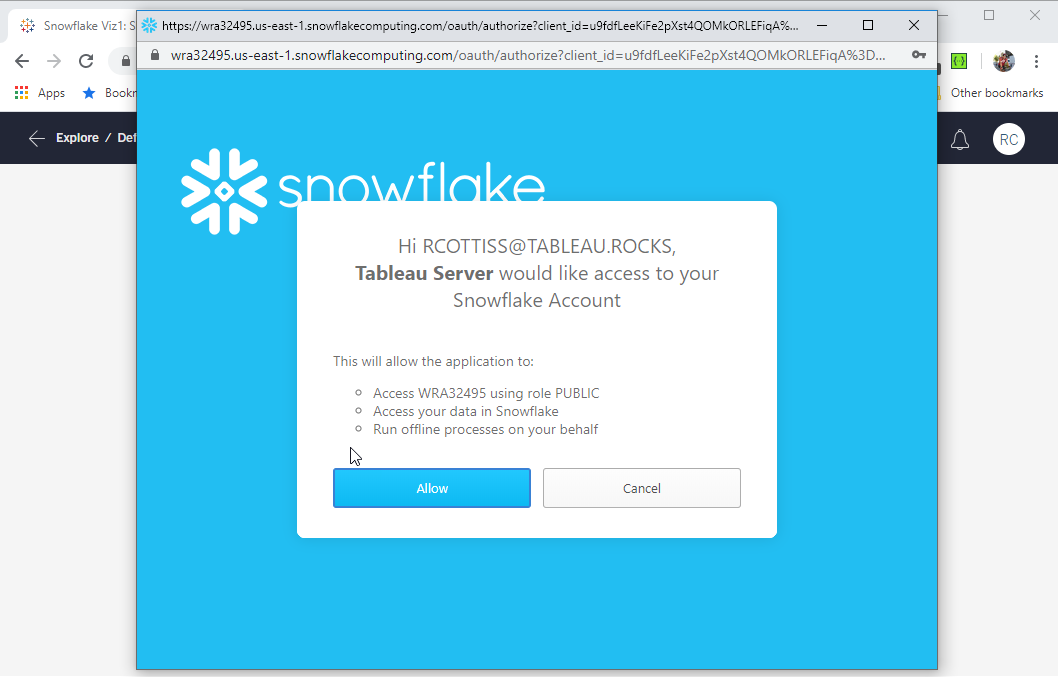 Snowflake Viz1: S
https://wra32495.us-east-1.snowflakecomputing.com/oauth/authorize?client_id=u9fdfLeeKiFe2pXst4QOMkORLEFiqA%...
wra32495.us-east-1.snowflakecomputing.com/oauth/authorize?client_id=u9fdfLeeKiFe2pXst4QOMkORLEFiqA%3D...
Apps
Bookr
Other bookmarks
Explore / Def
RC
snowflake
Hi RCOTTISS@TABLEAU.ROCKS,
Tableau Server would like access to your
Snowflake Account
This will allow the application to:
Access WRA32495 using role PUBLIC
Access your data in Snowflake
Run offline processes on your behalf
Allow
Cancel